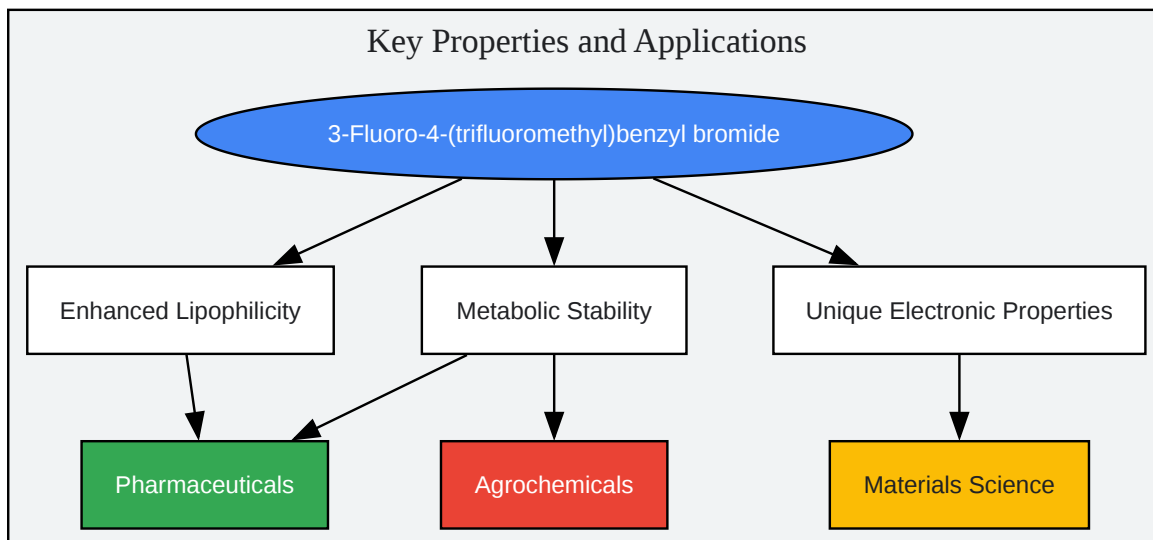 Key Properties and Applications
3-Fluoro-4-(trifluoromethyl)benzyl bromide
Enhanced Lipophilicity
Metabolic Stability
Unique Electronic Properties
Pharmaceuticals
Agrochemicals
Materials Science